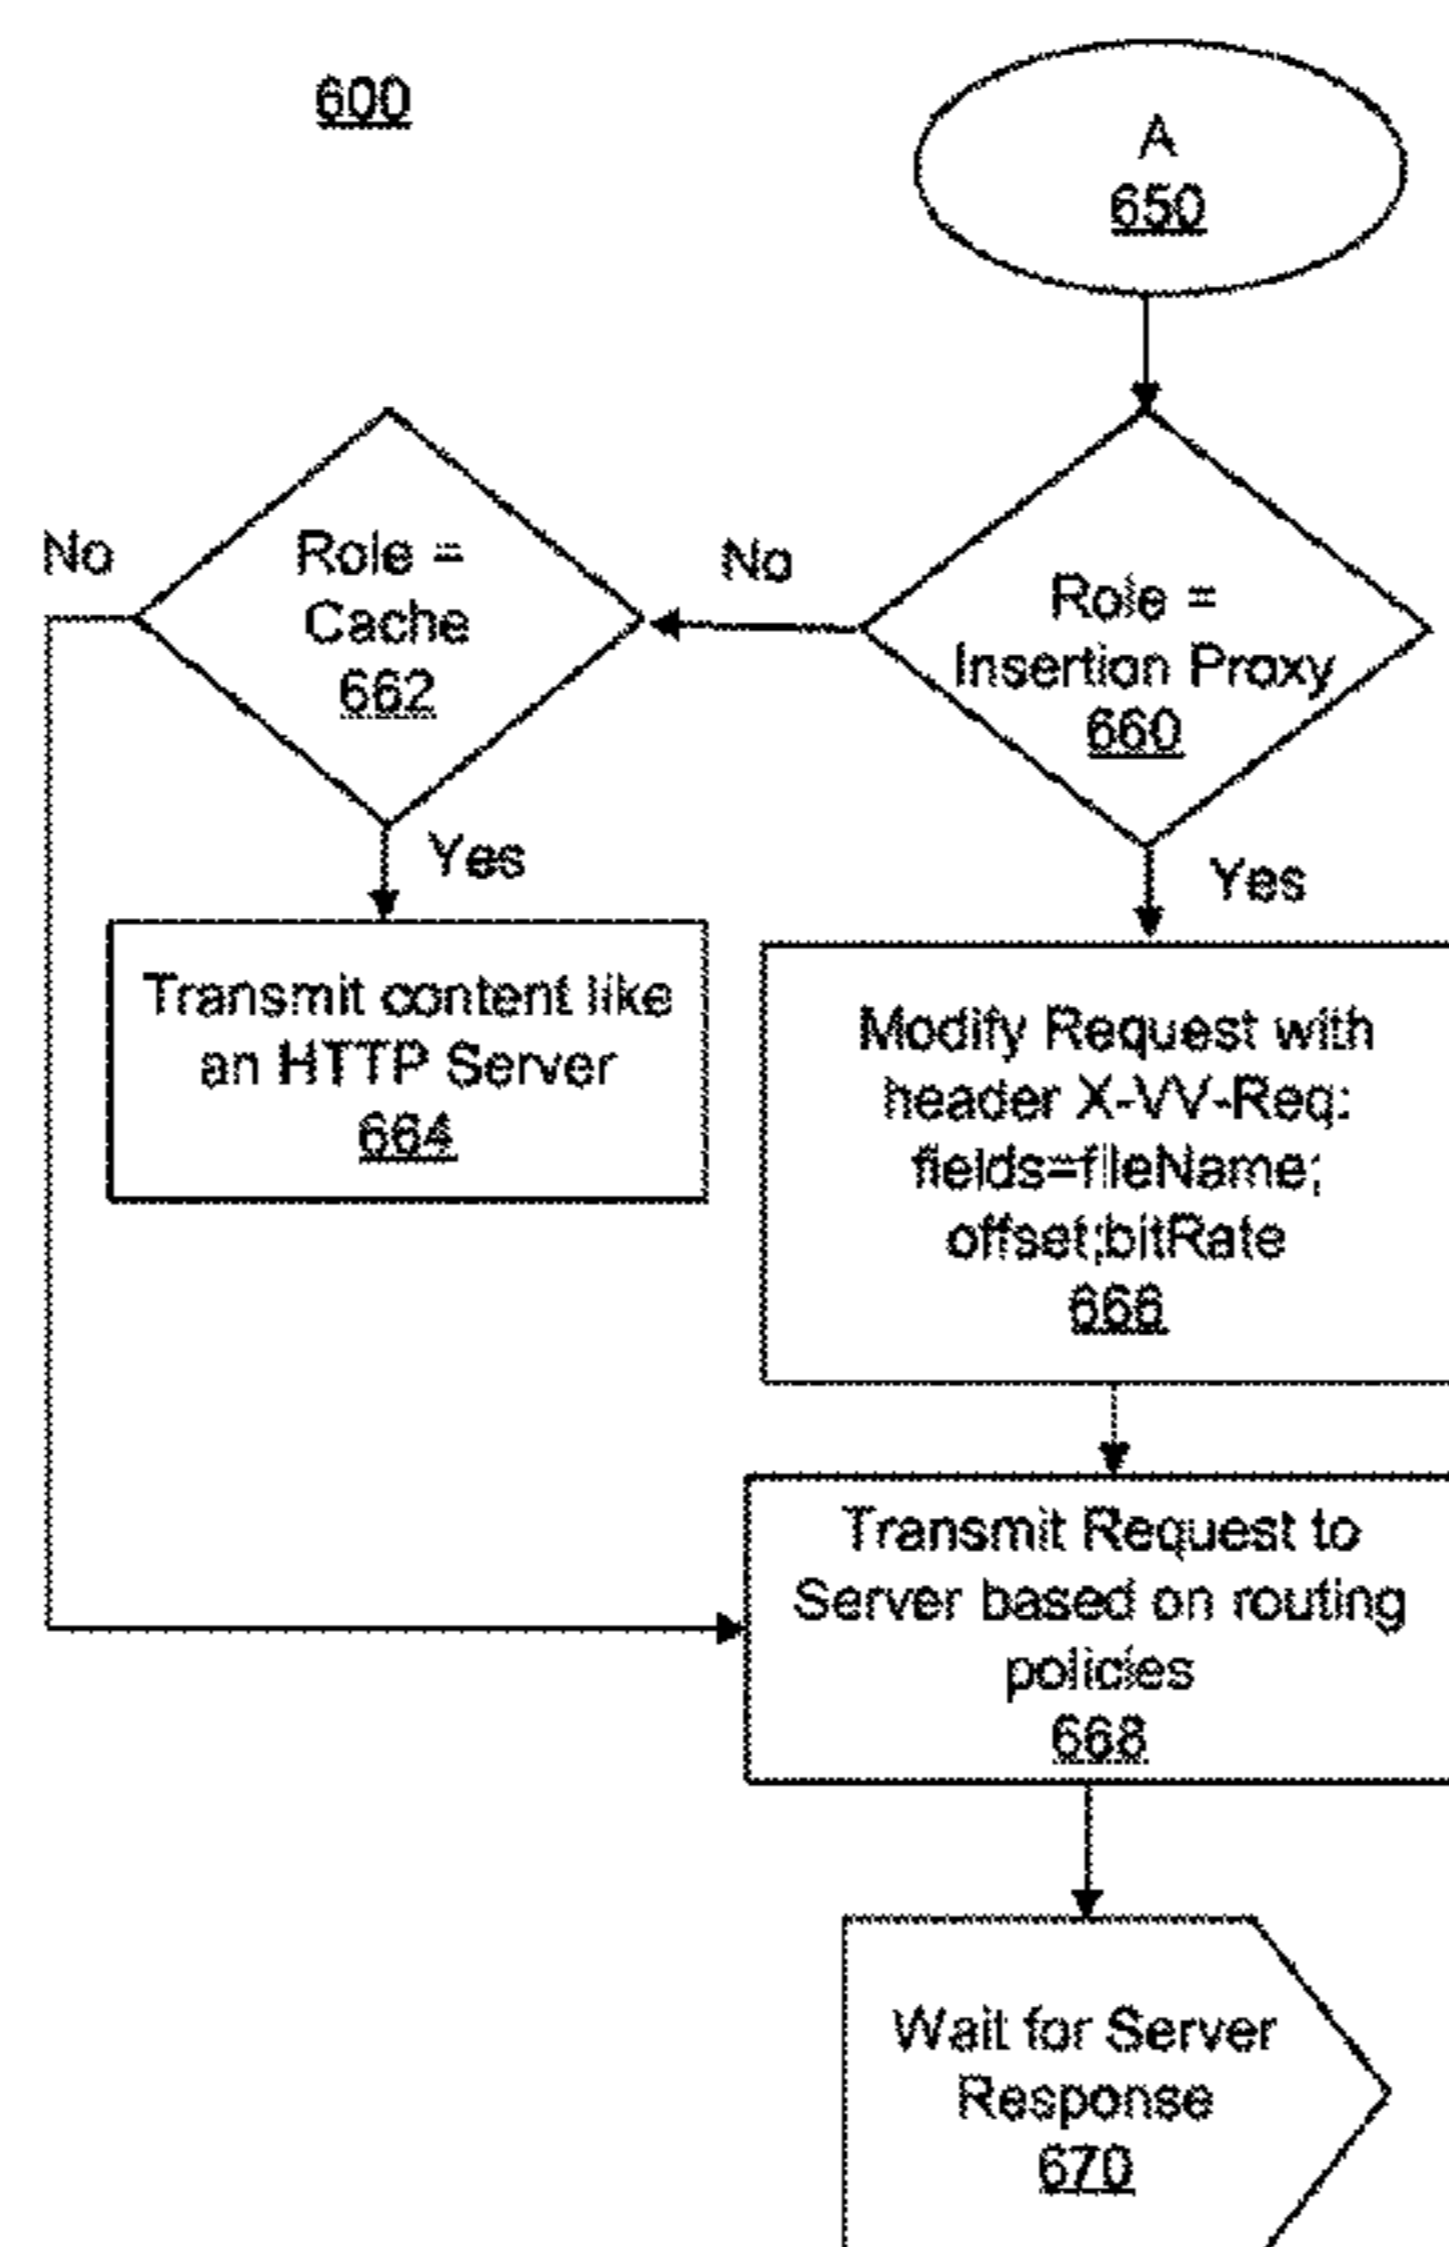 600
A
650
Role =
Insertion Proxy
660
No
Role =
Cache
662
No
Yes
Yes
Transmit content like
an HTTP Server
664
Modify Request with
header X-VV-Req:
fields=fileName;
offset;bitRate
666
Transmit Request to
Server based on routing
policies
668
Wait for Server
Response
670